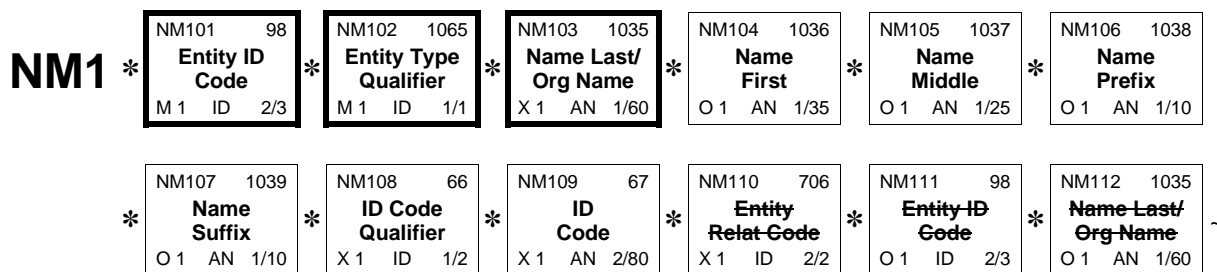 NM101 98 NM102 1065 NM103 1035 NM104 1036 NM105 1037 NM106 1038
NM1 * Entity ID Code * Entity Type Qualifier * Name Last/ Org Name * Name First * Name Middle * Name Prefix
M 1 ID 2/3 M 1 ID 1/1 X 1 AN 1/60 O 1 AN 1/35 O 1 AN 1/25 O 1 AN 1/10
NM107 1039 NM108 66 NM109 67 NM110 706 NM111 98 NM112 1035
* Name Suffix * ID Code Qualifier * ID Code * Entity Relat Code * Entity ID Code * Name Last/ Org Name ~
O 1 AN 1/10 X 1 ID 1/2 X 1 AN 2/80 X 1 ID 2/2 O 1 ID 2/3 O 1 AN 1/60